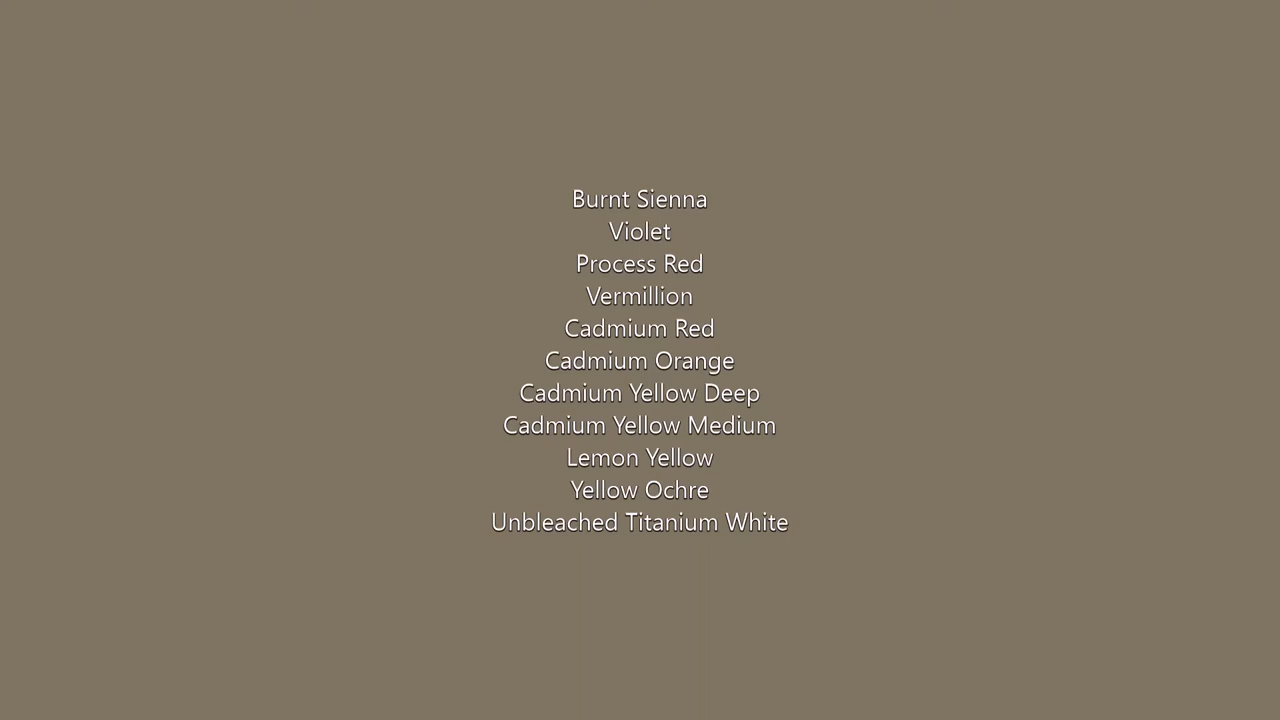 Burnt Sienna
Violet
Process Red
Vermillion
Cadmium Red
Cadmium Orange
Cadmium Yellow Deep
Cadmium Yellow Medium
Lemon Yellow
Yellow Ochre
Unbleached Titanium White